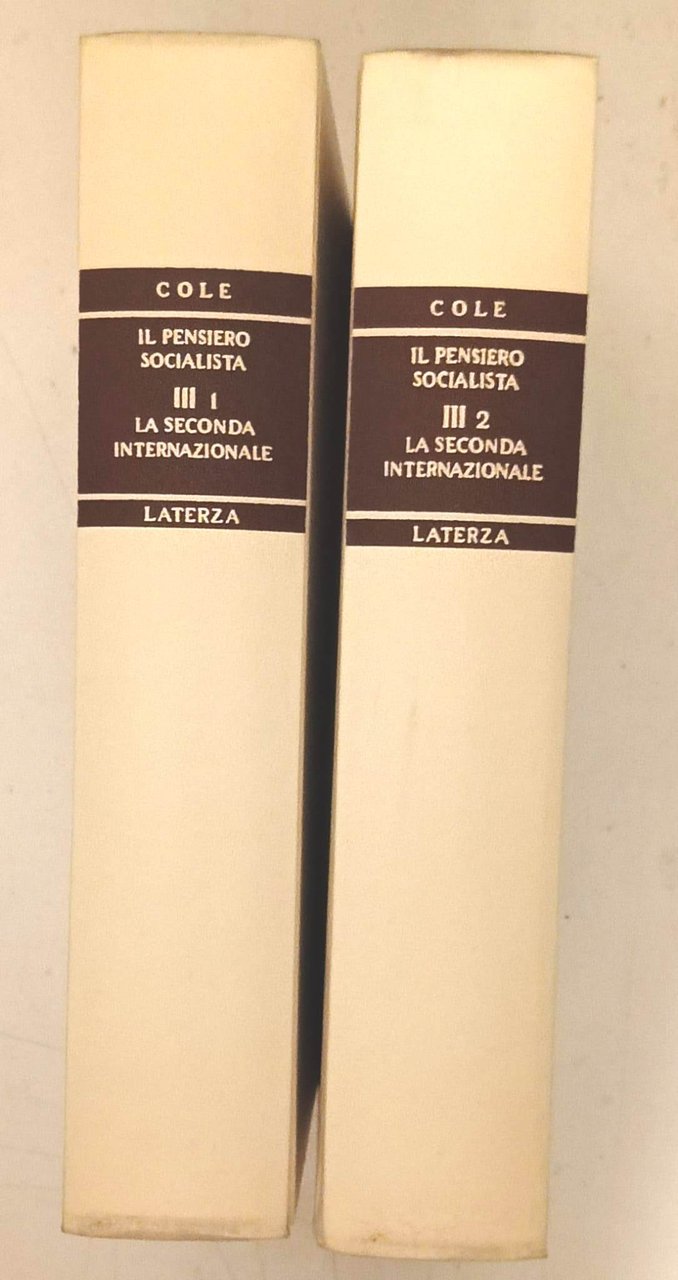 COLE
IL PENSIERO
SOCIALISTA
III 1
LA SECONDA
INTERNAZIONALE
LATERZA
COLE
IL PENSIERO
SOCIALISTA
III 2
LA SECONDA
INTERNAZIONALE
LATERZA